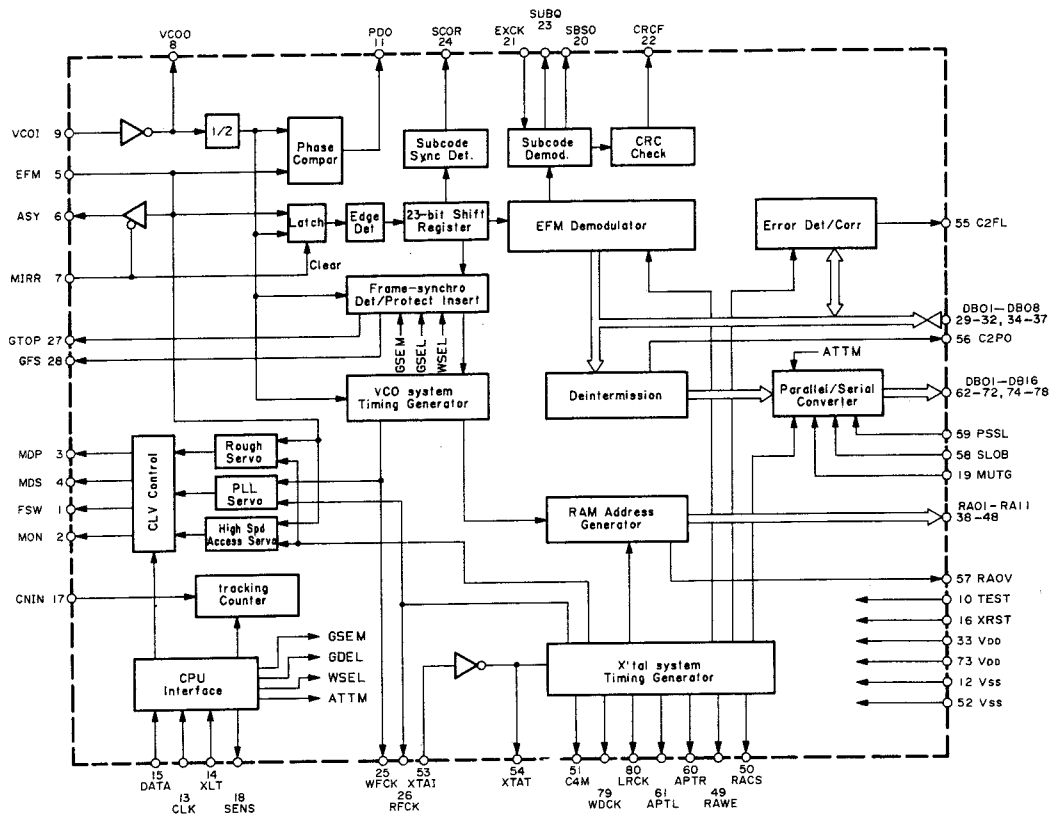 VCOO
8
PDO
11
SCOR
24
EXCK
21
SUBQ
23
SBSO
20
CRCF
22
VCOI 9
1/2
Phase
Compar
Subcode
Sync Det.
Subcode
Demod.
CRC
Check
EFM 5
ASY 6
Latch
Edge
Det
23-bit Shift
Register
EFM Demodulator
Error Det/Corr
55 C2FL
MIRR 7
Clear
Frame-synchro
Det/Protect Insert
DB01-DB08
29-32, 34-37
GTOP 27
56 C2PO
GFS 28
GSEM
GSEL
WSEL
ATTM
VCO system
Timing Generator
Deintermission
Parallel/Serial
Converter
DB01-DB16
62-72, 74-78
59 PSSL
58 SLOB
19 MUTG
MDP 3
MDS 4
FSW 1
MON 2
CLV Control
Rough
Servo
PLL
Servo
High Spd
Access Servo
RAM Address
Generator
RA01-RA11
38-48
57 RAOV
CNIN 17
tracking
Counter
10 TEST
16 XRST
33 VDD
73 VDD
12 VSS
52 VSS
CPU
Interface
GSEM
GDEL
WSEL
ATTM
X'tal system
Timing Generator
15
DATA
13
CLK
14
XLT
18
SENS
25
WFCK
26
RFCK
53
XTAI
54
XTAT
51
C4M
79
WDCK
80
LRCK
61
APTL
60
APTR
49
RAWE
50
RACS